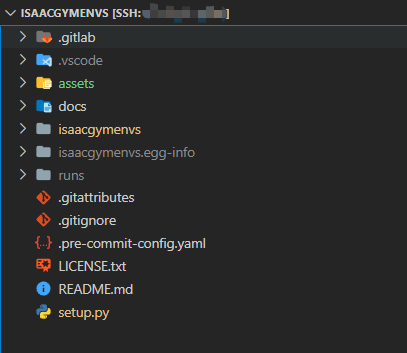 ISAACGYMENVS [SSH: ]
.gitlab
.vscode
assets
docs
isaacgymenvs
isaacgymenvs.egg-info
runs
.gitattributes
.gitignore
.pre-commit-config.yaml
LICENSE.txt
README.md
setup.py